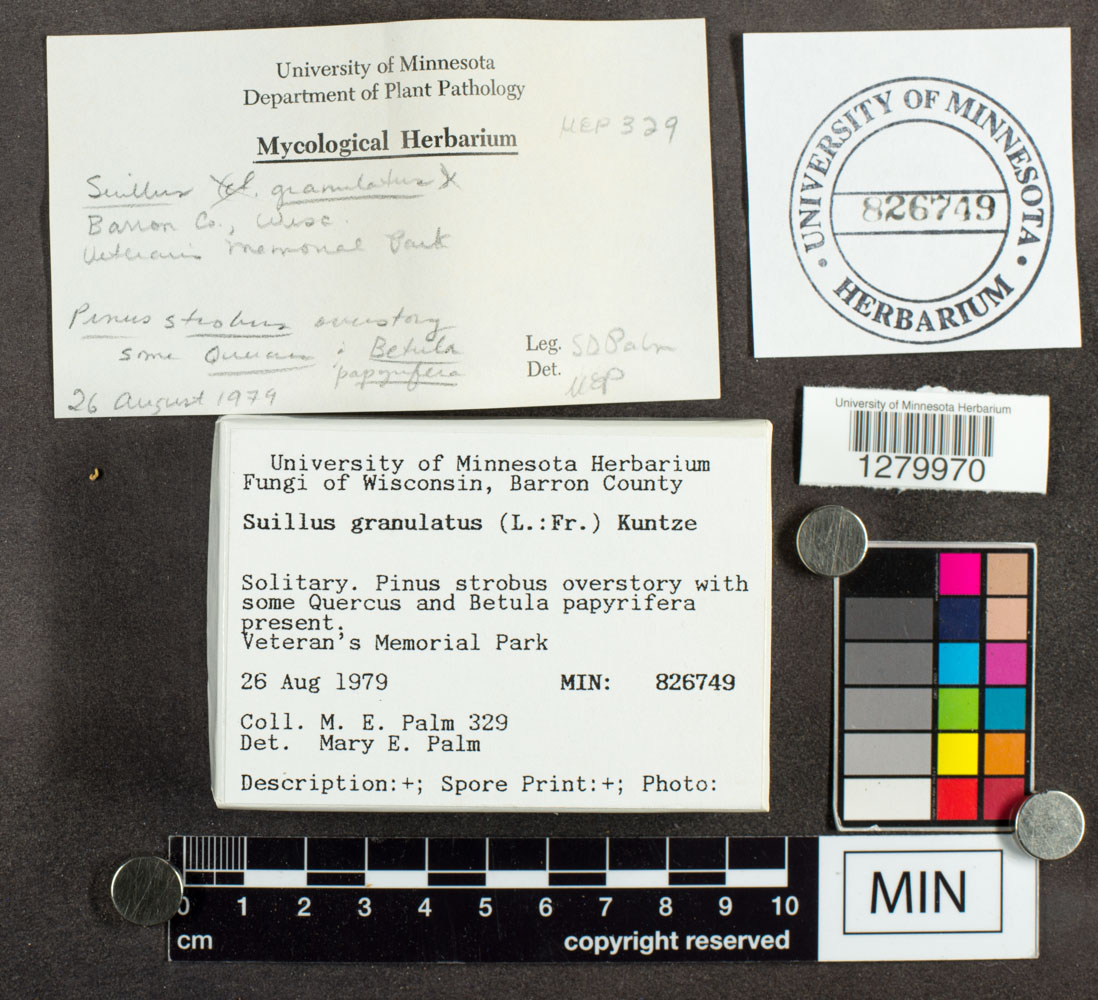 University of Minnesota
Department of Plant Pathology
Mycological Herbarium
MEP 329
Suillus cf. granulatus
Barron Co., Wisc.
Veteran's Memorial Park
Pinus strobus overstory
some Quercus : Betula
papyrifera
Leg. SDPalm
Det. MEP
26 August 1979
UNIVERSITY OF MINNESOTA
826749
HERBARIUM
University of Minnesota Herbarium
1279970
University of Minnesota Herbarium
Fungi of Wisconsin, Barron County
Suillus granulatus (L.:Fr.) Kuntze
Solitary. Pinus strobus overstory with
some Quercus and Betula papyrifera
present.
Veteran's Memorial Park
26 Aug 1979 MIN: 826749
Coll. M. E. Palm 329
Det. Mary E. Palm
Description:+; Spore Print:+; Photo:
0 1 2 3 4 5 6 7 8 9 10
cm copyright reserved
MIN